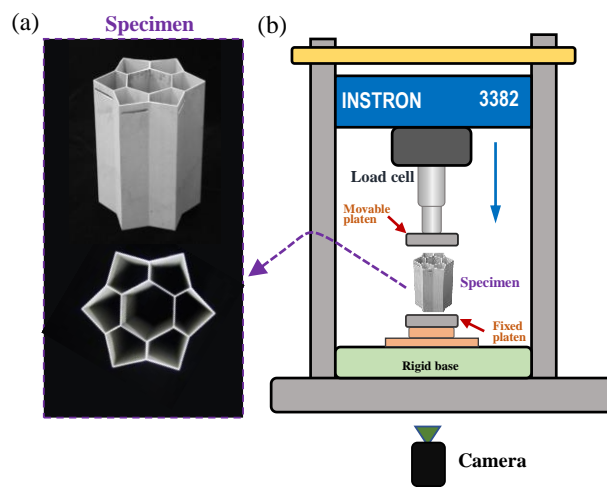 (a)
Specimen
(b)
INSTRON 3382
Load cell
Movable
platen
Specimen
Fixed
platen
Rigid base
Camera